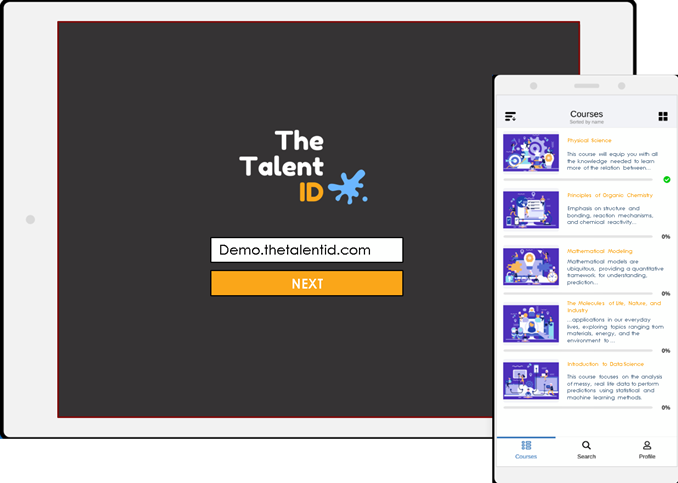 The
Talent
ID
Demo.thetalentid.com
NEXT
Courses
Sorted by name
Physical Science
This course will equip you with all
the knowledge needed to learn
more of the relation between...
Principles of Organic Chemistry
Emphasis on structure and
bonding, reaction mechanisms,
and chemical reactivity...
0%
Mathematical Modeling
Mathematical models are
ubiquitous, providing a quantitative
framework for understanding,
prediction...
0%
The Molecules of Life, Nature, and
Industry
...applications in our everyday
lives, exploring topics ranging from
materials, energy, and the
environment to ...
0%
Introduction to Data Science
This course focuses on the analysis
of messy, real life data to perform
predictions using statistical and
machine learning methods.
0%
Courses
Search
Profile